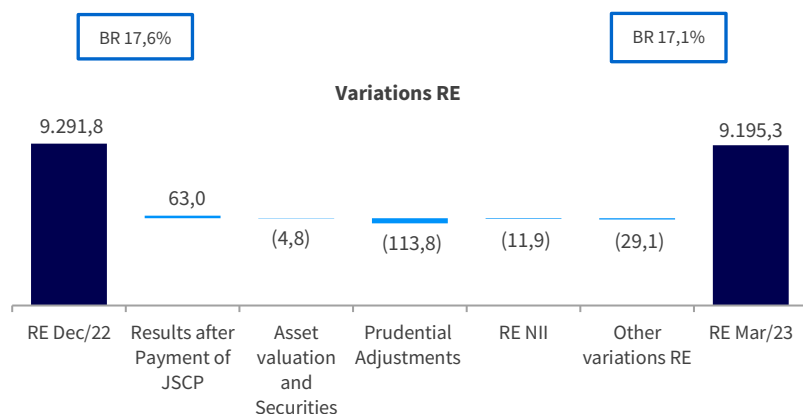 BR 17,6%
BR 17,1%
Variations RE
9.291,8
63,0
(4,8)
(113,8)
(11,9)
(29,1)
9.195,3
RE Dec/22
Results after
Payment of
JSCP
Asset
valuation
and
Securities
Prudential
Adjustments
RE NII
Other
variations RE
RE Mar/23